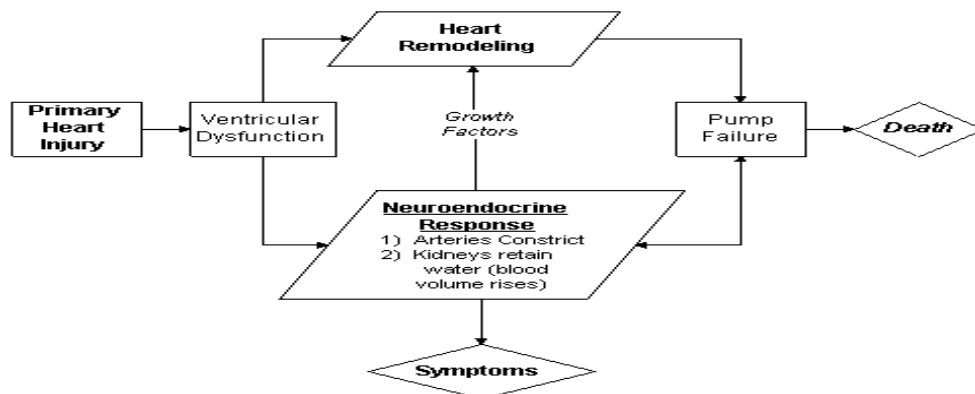 Heart
Remodeling
Primary
Heart
Injury
Ventricular
Dysfunction
Growth
Factors
Pump
Failure
Death
Neuroendocrine
Response
1) Arteries Constrict
2) Kidneys retain
water (blood
volume rises)
Symptoms